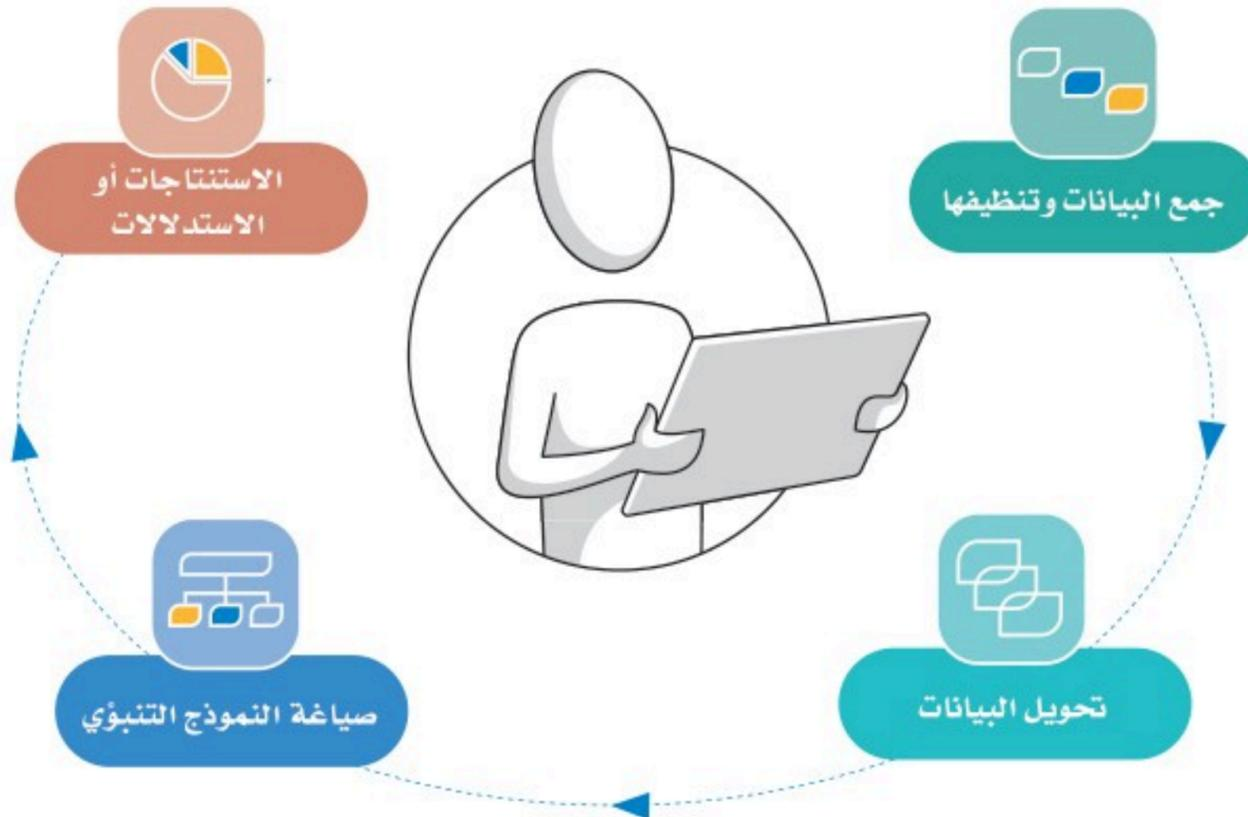 جمع البيانات وتنظيفها
تحويل البيانات
صياغة النموذج التنبؤي
الاستنتاجات أو
الاستدلالات